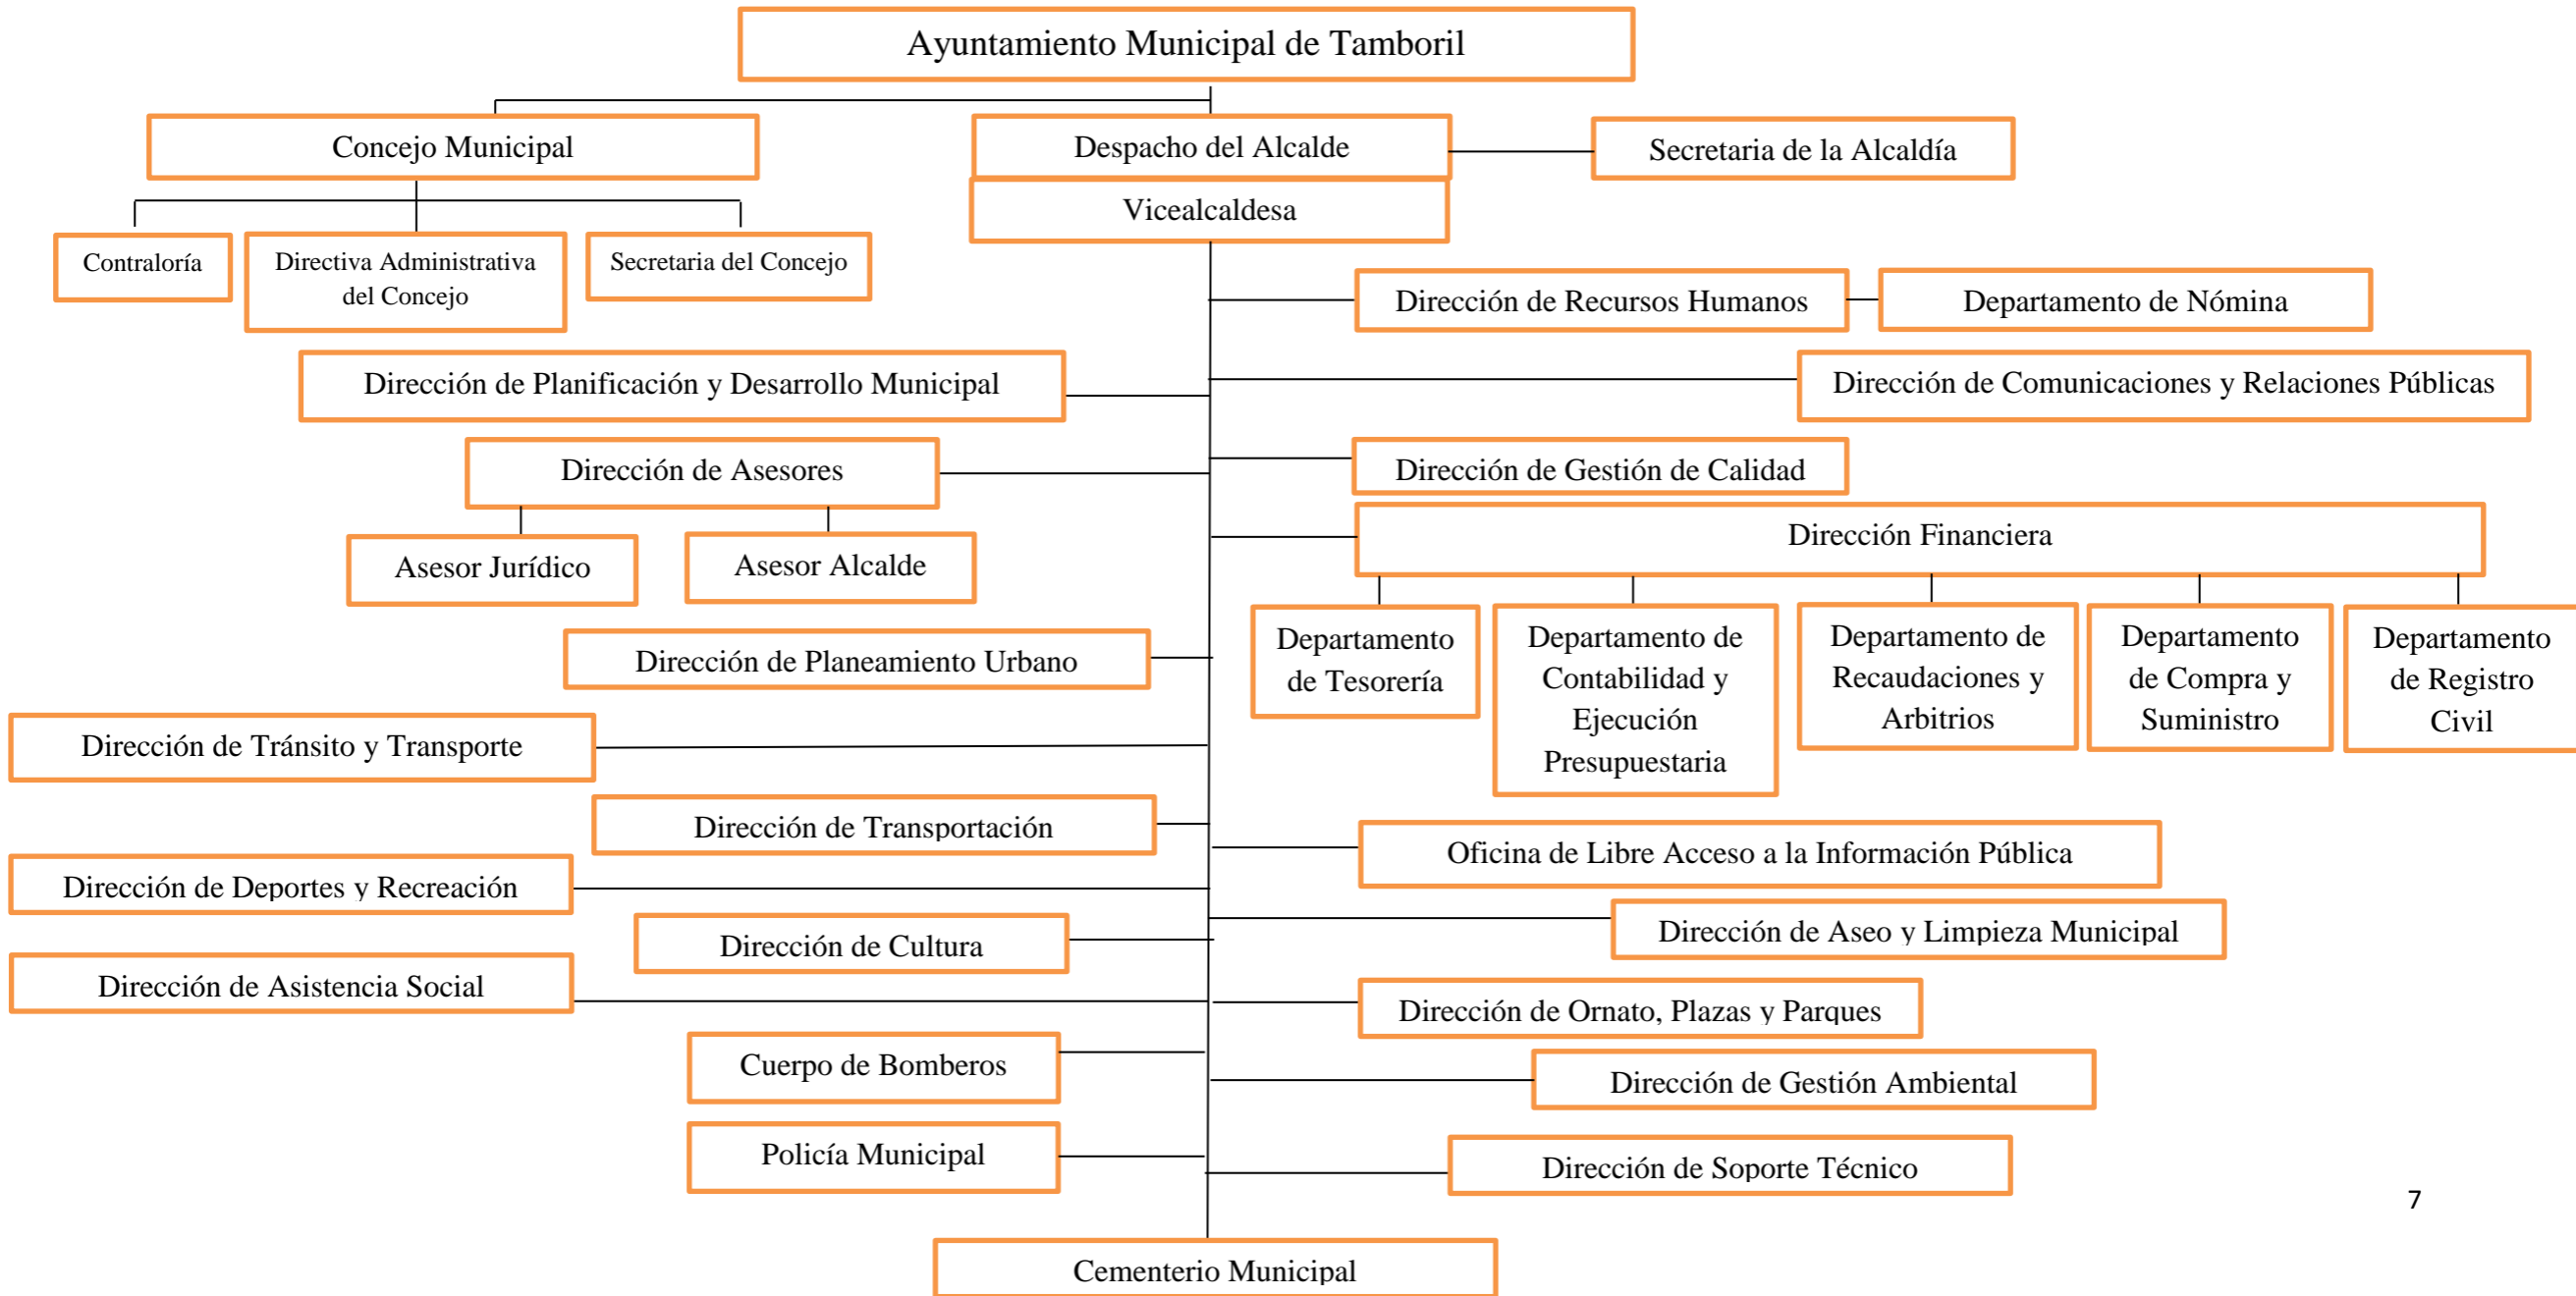 Ayuntamiento Municipal de Tamboril
Concejo Municipal
Despacho del Alcalde
Secretaria de la Alcaldía
Vicealcaldesa
Contraloría
Directiva Administrativa
del Concejo
Secretaria del Concejo
Dirección de Recursos Humanos
Departamento de Nómina
Dirección de Planificación y Desarrollo Municipal
Dirección de Comunicaciones y Relaciones Públicas
Dirección de Asesores
Dirección de Gestión de Calidad
Asesor Jurídico
Asesor Alcalde
Dirección Financiera
Departamento
de Tesorería
Departamento de
Contabilidad y
Ejecución
Presupuestaria
Departamento de
Recaudaciones y
Arbitrios
Departamento
de Compra y
Suministro
Departamento
de Registro
Civil
Dirección de Planeamiento Urbano
Dirección de Tránsito y Transporte
Dirección de Transportación
Oficina de Libre Acceso a la Información Pública
Dirección de Deportes y Recreación
Dirección de Aseo y Limpieza Municipal
Dirección de Cultura
Dirección de Asistencia Social
Dirección de Ornato, Plazas y Parques
Cuerpo de Bomberos
Dirección de Gestión Ambiental
Policía Municipal
Dirección de Soporte Técnico
7
Cementerio Municipal